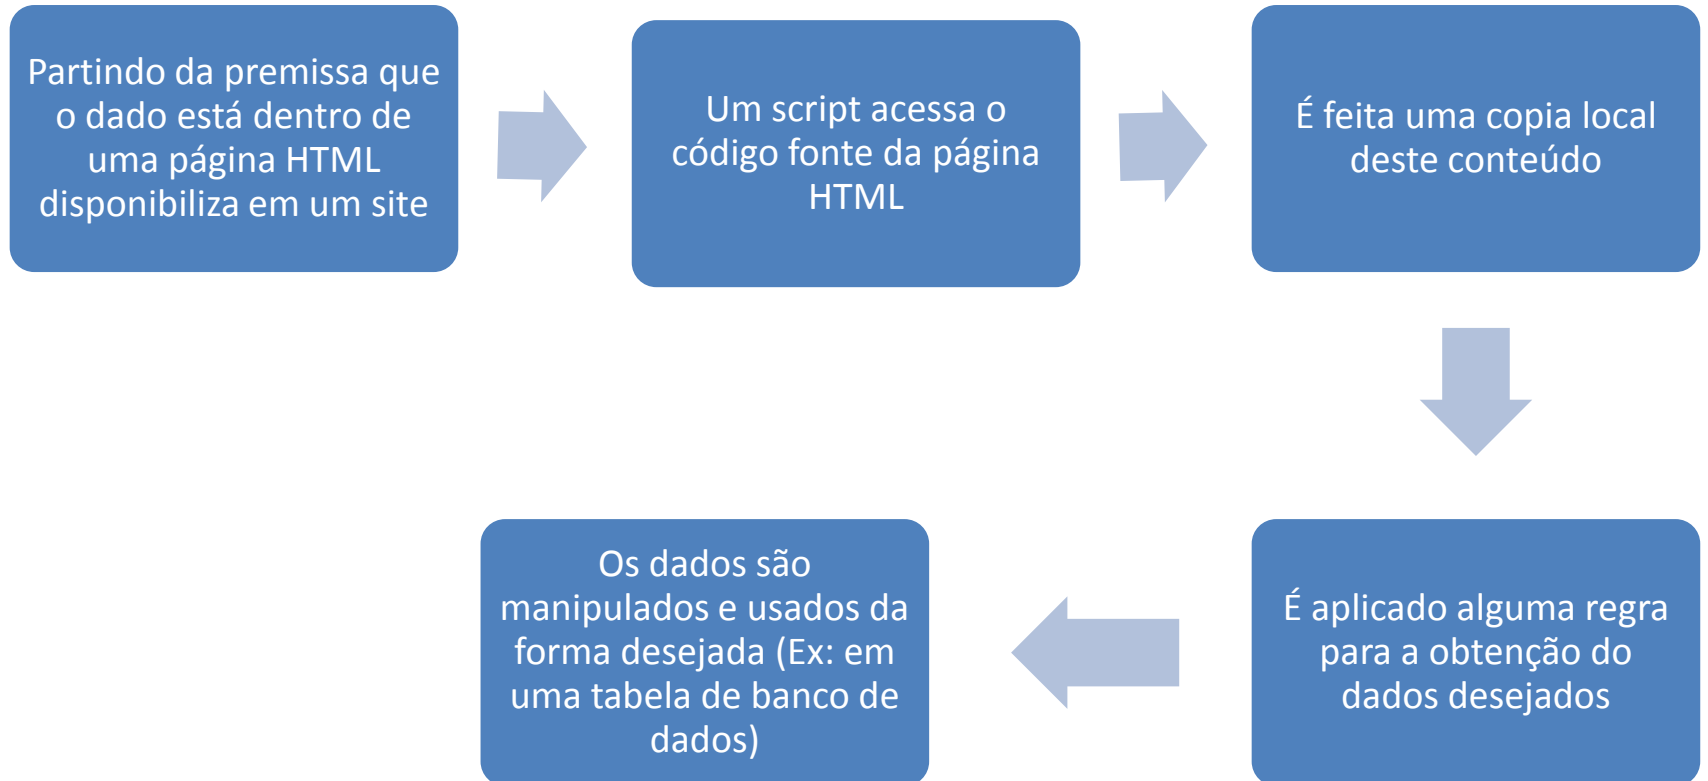 Partindo da premissa que
o dado está dentro de
uma página HTML
disponibiliza em um site
Um script acessa o
código fonte da página
HTML
É feita uma copia local
deste conteúdo
É aplicado alguma regra
para a obtenção do
dados desejados
Os dados são
manipulados e usados da
forma desejada (Ex: em
uma tabela de banco de
dados)